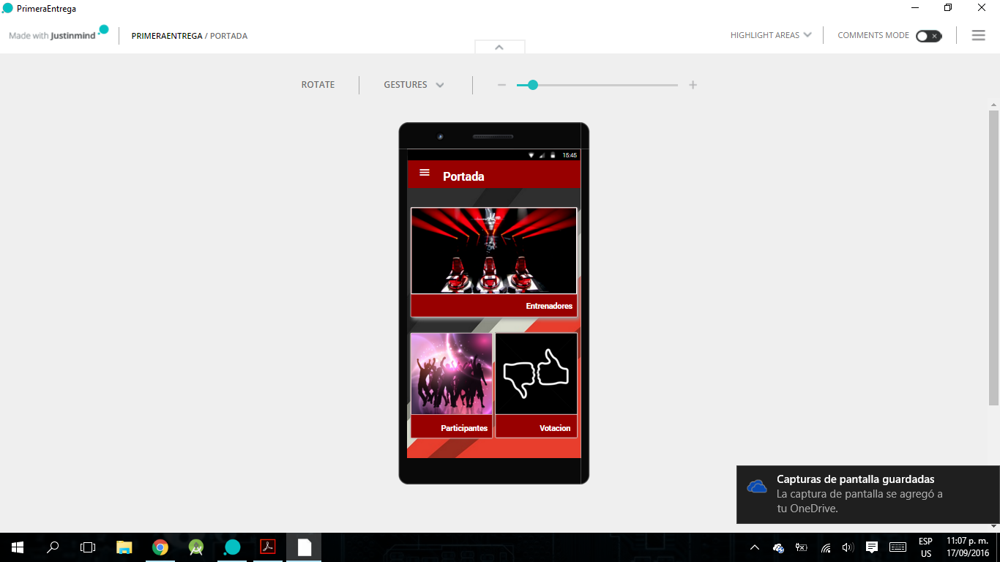 PrimeraEntrega
Made with Justinmind
PRIMERAENTREGA / PORTADA
HIGHLIGHT AREAS
COMMENTS MODE
ROTATE
GESTURES
15:45
Portada
Entrenadores
Participantes
Votacion
Capturas de pantalla guardadas
La captura de pantalla se agregó a
tu OneDrive.
ESP
US
11:07 p. m.
17/09/2016